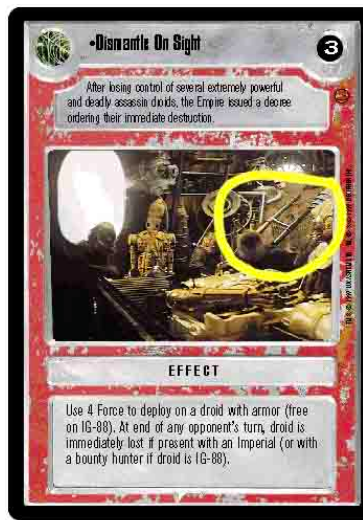 •Dismantle On Sight
3
After losing control of several extremely powerful
and deadly assassin droids, the Empire issued a decree
ordering their immediate destruction.
EFFECT
Use 4 Force to deploy on a droid with armor (free
on IG-88). At end of any opponent's turn, droid is
immediately lost if present with an Imperial (or with
a bounty hunter if droid is IG-88).